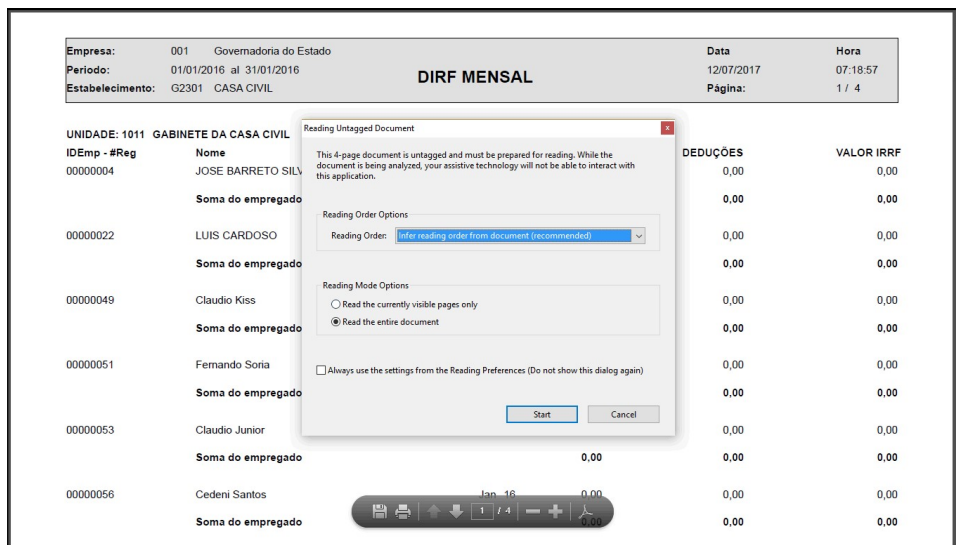 Empresa: 001 Governadoria do Estado Data Hora
Periodo: 01/01/2016 al 31/01/2016 DIRF MENSAL 12/07/2017 07:18:57
Estabelecimento: G2301 CASA CIVIL Página: 1 / 4
UNIDADE: 1011 GABINETE DA CASA CIVIL
IDEmp - #Reg Nome DEDUÇÕES VALOR IRRF
00000004 JOSE BARRETO 0,00 0,00
Soma do empregado 0,00 0,00
00000022 LUIS CARDOSO 0,00 0,00
Soma do empregado 0,00 0,00
00000049 Claudio Kiss 0,00 0,00
Soma do empregado 0,00 0,00
00000051 Fernando Soria 0,00 0,00
Soma do empregado 0,00 0,00
00000053 Claudio Junior 0,00 0,00
Soma do empregado 0,00 0,00 0,00
00000056 Cedeni Santos Jan 16 0,00 0,00 0,00
Soma do empregado 0,00 0,00 0,00
Reading Untagged Document
This 4-page document is untagged and must be prepared for reading. While the
document is being analyzed, your assistive technology will not be able to interact with
this application.
Reading Order Options
Reading Order: Infer reading order from document (recommended)
Reading Mode Options
Read the currently visible pages only
Read the entire document
Always use the settings from the Reading Preferences (Do not show this dialog again)
Start Cancel
1 / 4